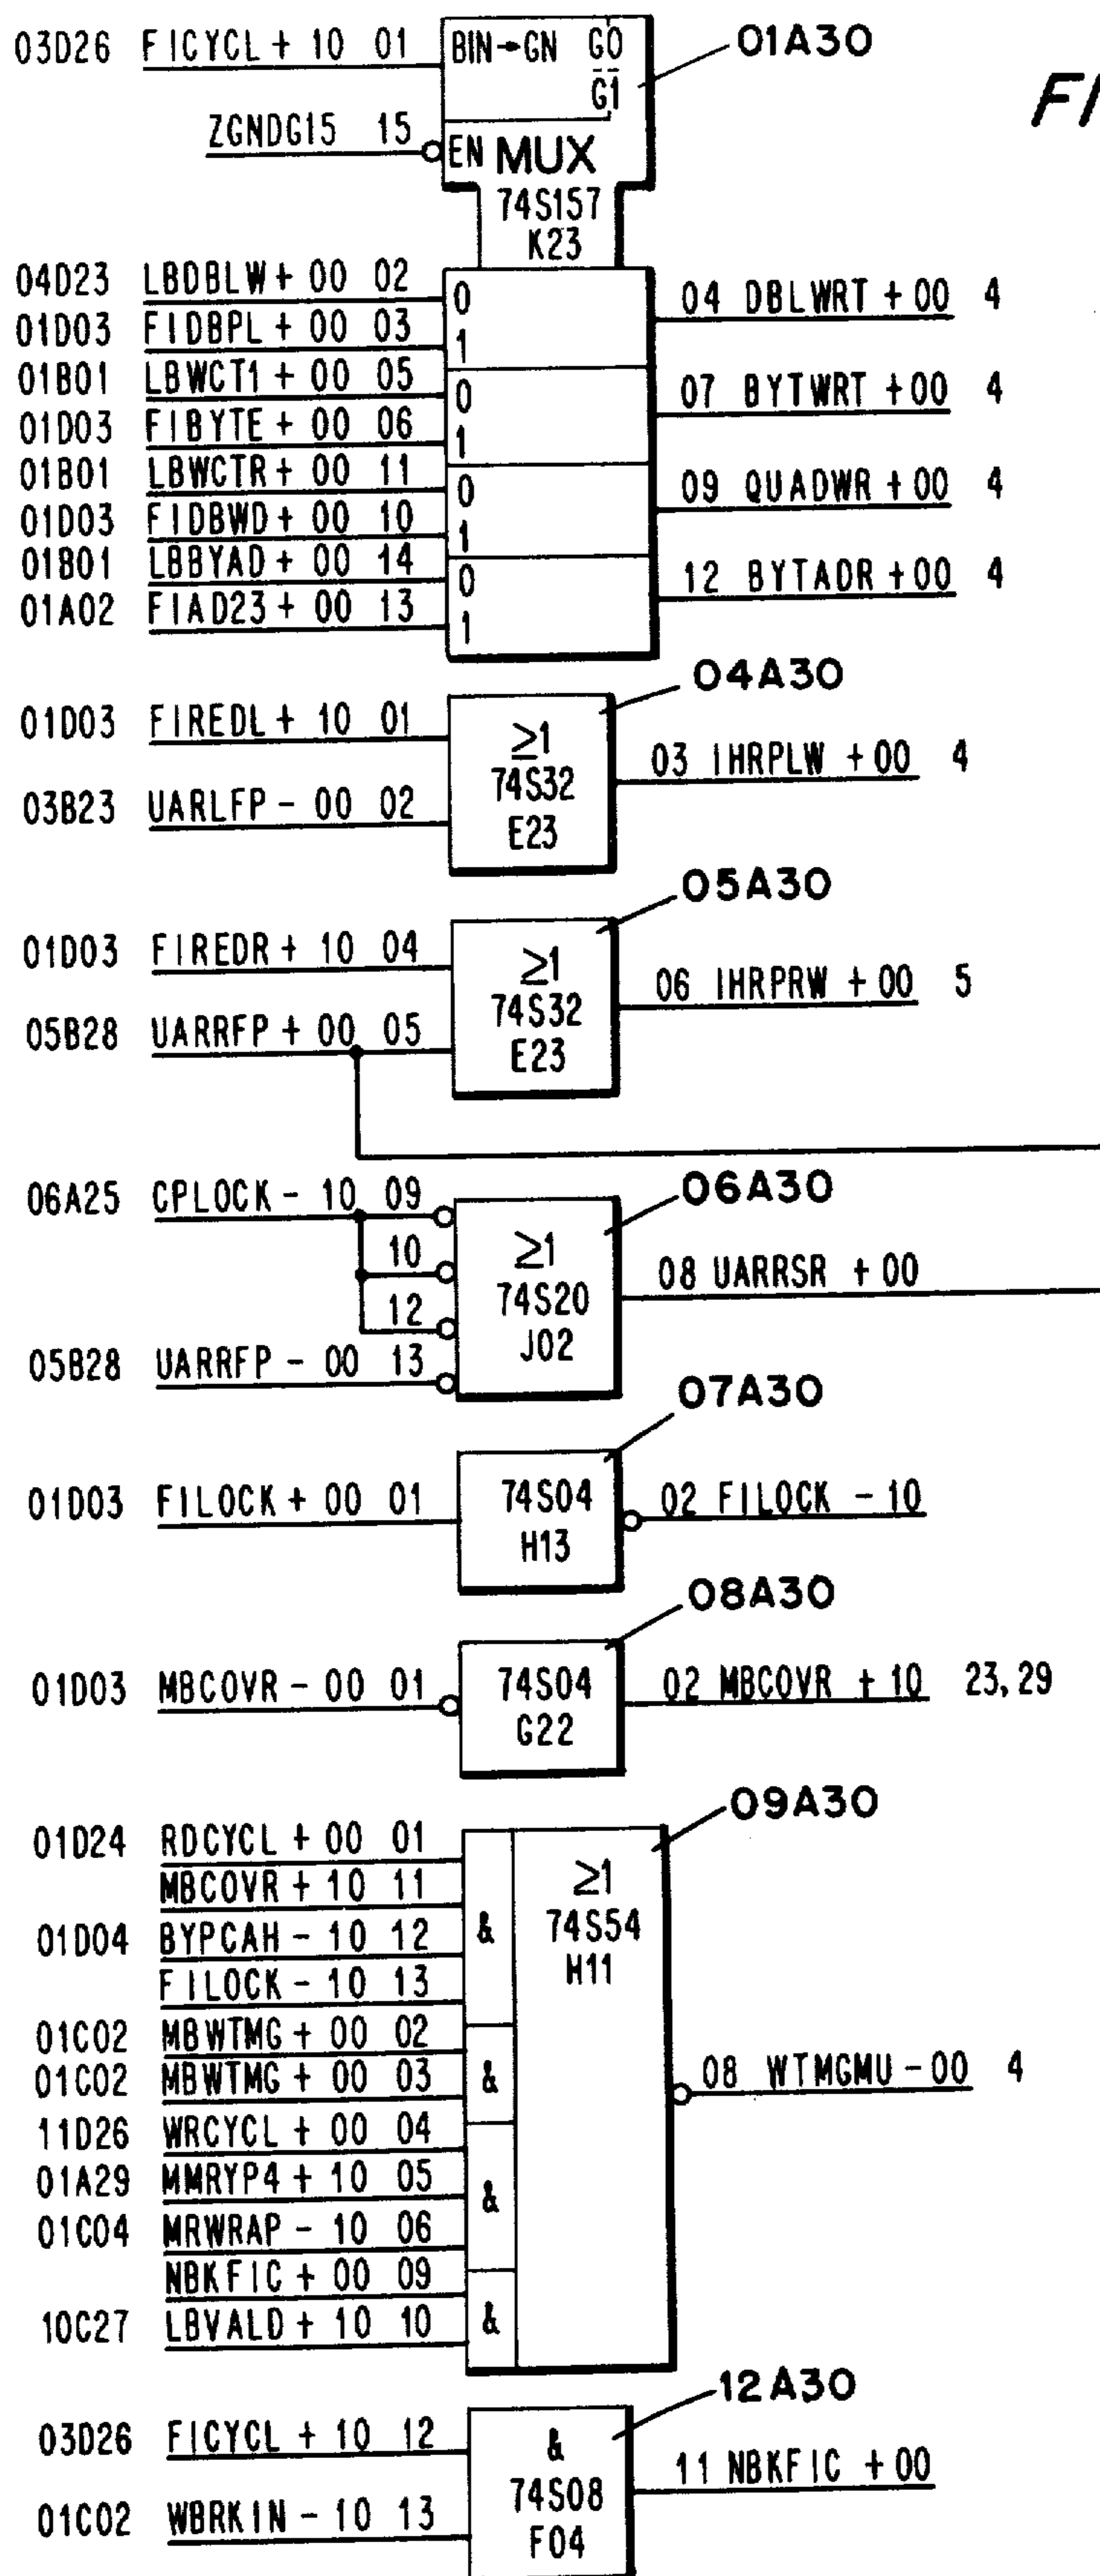 03D26 FICYCL + 10 01 BIN→GN G0 01A30
G1
FI
ZGNDG15 15 EN MUX
74S157
K23
04D23 LBDBLW + 00 02 0 04 DBLWRT +00 4
01D03 FIDBPL + 00 03 1
01B01 LBWCT1 + 00 05 0 07 BYTWRT +00 4
01D03 FIBYTE + 00 06 1
01B01 LBWCTR + 00 11 0 09 QUADWR +00 4
01D03 FIDBWD + 00 10 1
01B01 LBBYAD + 00 14 0 12 BYTADR +00 4
01A02 FIAD23 + 00 13 1
04A30
01D03 FIREDL + 10 01 ≥1 03 IHRPLW +00 4
74S32
03B23 UARLFP - 00 02 E23
05A30
01D03 FIREDR + 10 04 ≥1 06 IHRPRW +00 5
74S32
05B28 UARRFP + 00 05 E23
06A25 CPLOCK - 10 09 06A30
10 ≥1 08 UARRSR +00
12 74S20
J02
05B28 UARRFP - 00 13
07A30
01D03 FILOCK + 00 01 74S04 02 FILOCK - 10
H13
08A30
01D03 MBCOVR - 00 01 74S04 02 MBCOVR + 10 23,29
G22
09A30
01D24 RDCYCL + 00 01 ≥1
MBCOVR + 10 11 & 74S54
01D04 BYPCAH - 10 12 H11
FILOCK - 10 13
01C02 MBWTMG + 00 02
01C02 MBWTMG + 00 03 & 08 WTMGMU -00 4
11D26 WRCYCL + 00 04
01A29 MMRYP4 + 10 05 &
01C04 MRWRAP - 10 06
NBKFIC + 00 09
10C27 LBVALD + 10 10 &
12A30
03D26 FICYCL + 10 12 & 11 NBKFIC +00
74S08
01C02 WBRKIN - 10 13 F04